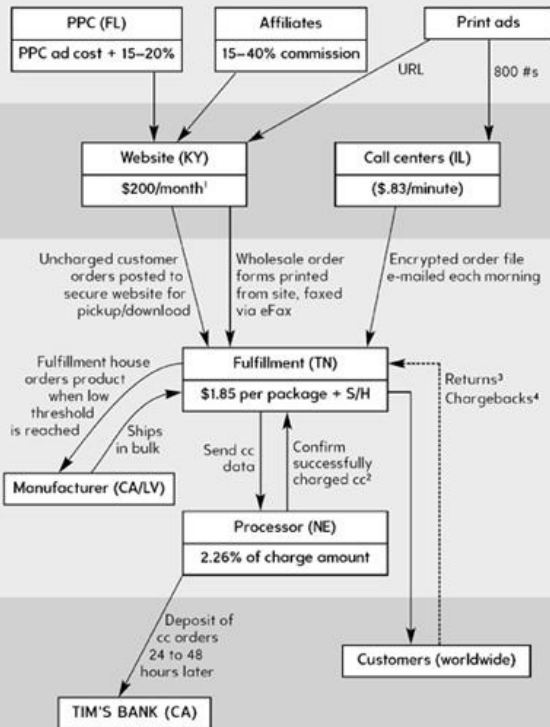 PPC (FL)
PPC ad cost + 15–20%
Affiliates
15–40% commission
Print ads
URL
800 #s
Website (KY)
$200/month¹
Call centers (IL)
($.83/minute)
Uncharged customer
orders posted to
secure website for
pickup/download
Wholesale order
forms printed
from site, faxed
via eFax
Encrypted order file
e-mailed each morning
Fulfillment (TN)
$1.85 per package + S/H
Fulfillment house
orders product
when low
threshold
is reached
Ships
in bulk
Returns³
Chargebacks⁴
Manufacturer (CA/LV)
Send cc
data
Confirm
successfully
charged cc²
Processor (NE)
2.26% of charge amount
Deposit of
cc orders
24 to 48
hours later
Customers (worldwide)
TIM'S BANK (CA)